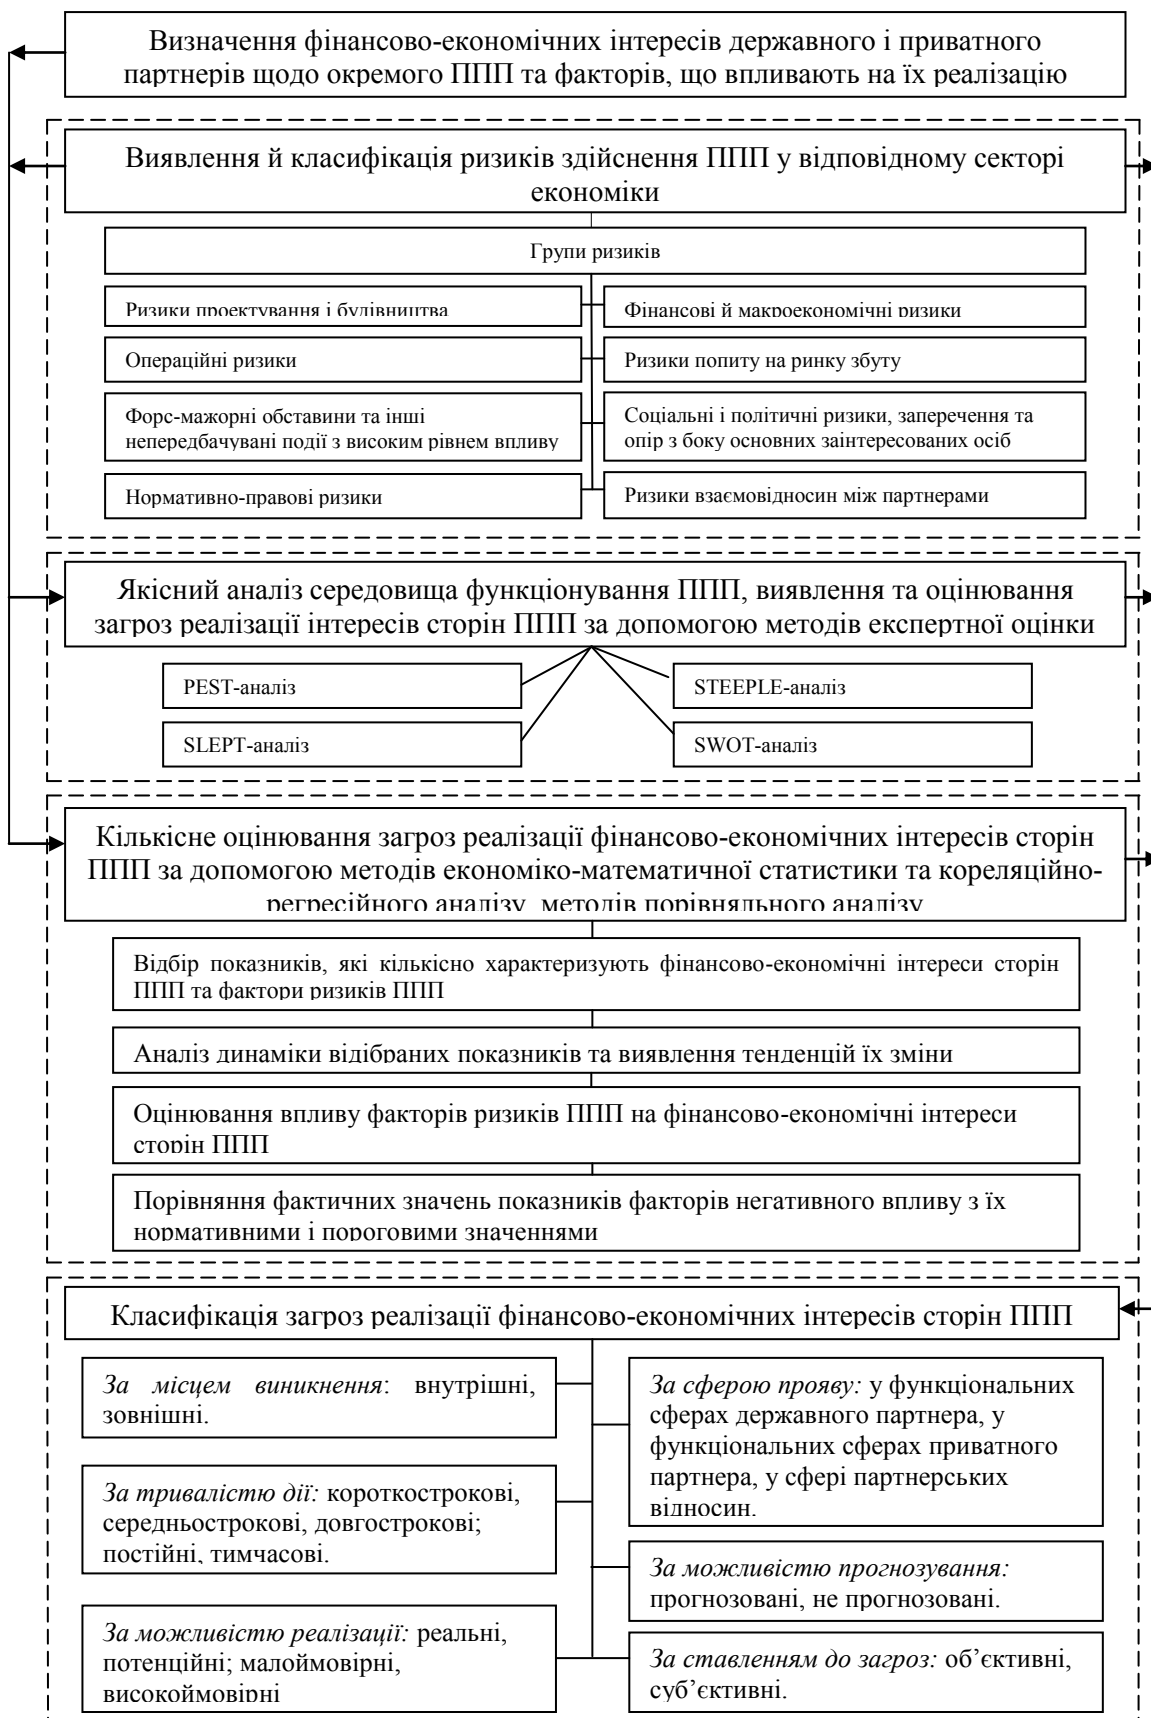 Визначення фінансово-економічних інтересів державного і приватного
партнерів щодо окремого ППП та факторів, що впливають на їх реалізацію
Виявлення й класифікація ризиків здійснення ППП у відповідному секторі
економіки
Групи ризиків
Ризики проектування і будівництва
Фінансові й макроекономічні ризики
Операційні ризики
Ризики попиту на ринку збуту
Форс-мажорні обставини та інші
непередбачувані події з високим рівнем впливу
Соціальні і політичні ризики, заперечення та
опір з боку основних заінтересованих осіб
Нормативно-правові ризики
Ризики взаємовідносин між партнерами
Якісний аналіз середовища функціонування ППП, виявлення та оцінювання
загроз реалізації інтересів сторін ППП за допомогою методів експертної оцінки
PEST-аналіз
STEEPLE-аналіз
SLEPT-аналіз
SWOT-аналіз
Кількісне оцінювання загроз реалізації фінансово-економічних інтересів сторін
ППП за допомогою методів економіко-математичної статистики та кореляційно-
регресійного аналізу, методів порівняльного аналізу
Відбір показників, які кількісно характеризують фінансово-економічні інтереси сторін
ППП та фактори ризиків ППП
Аналіз динаміки відібраних показників та виявлення тенденцій їх зміни
Оцінювання впливу факторів ризиків ППП на фінансово-економічні інтереси
сторін ППП
Порівняння фактичних значень показників факторів негативного впливу з їх
нормативними і пороговими значеннями
Класифікація загроз реалізації фінансово-економічних інтересів сторін ППП
За місцем виникнення: внутрішні,
зовнішні.
За сферою прояву: у функціональних
сферах державного партнера, у
функціональних сферах приватного
партнера, у сфері партнерських
відносин.
За тривалістю дії: короткострокові,
середньострокові, довгострокові;
постійні, тимчасові.
За можливістю прогнозування:
прогнозовані, не прогнозовані.
За можливістю реалізації: реальні,
потенційні; малоймовірні,
високоймовірні
За ставленням до загроз: об’єктивні,
суб’єктивні.